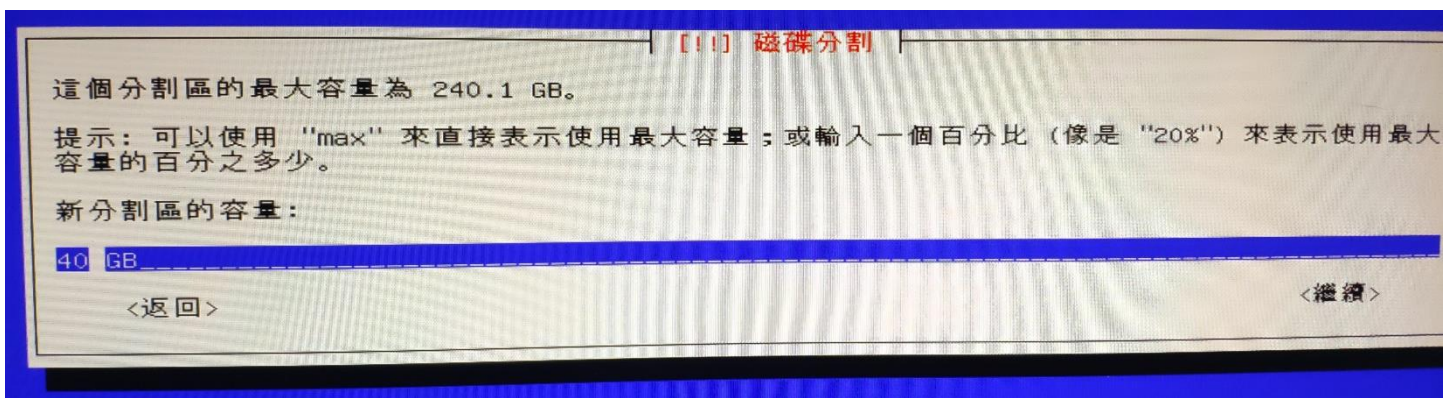 [!!] 磁碟分割
這個分割區的最大容量為 240.1 GB。
提示: 可以使用 "max" 來直接表示使用最大容量;或輸入一個百分比 (像是 "20%") 來表示使用最大
容量的百分之多少。
新分割區的容量:
40 GB
<返回>
<繼續>